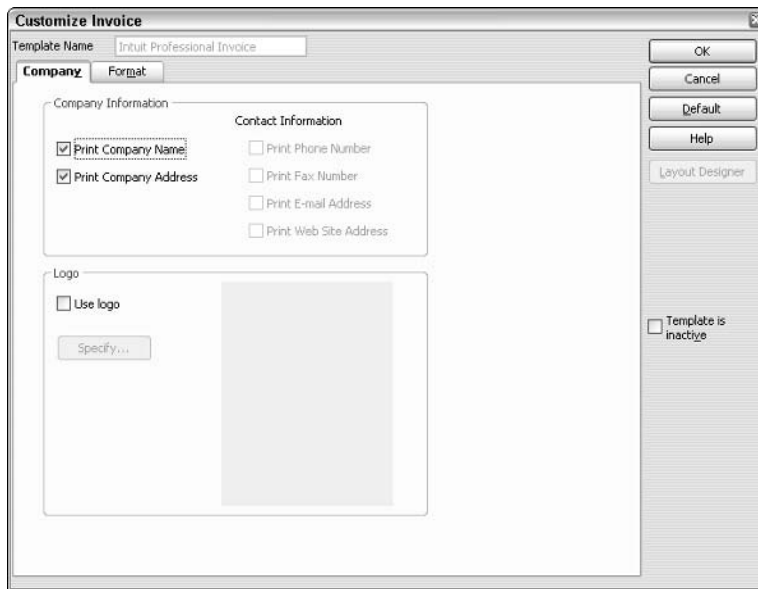 Customize Invoice
Template Name Intuit Professional Invoice
Company Format
OK
Cancel
Default
Help
Layout Designer
Company Information
Contact Information
Print Company Name
Print Company Address
Print Phone Number
Print Fax Number
Print E-mail Address
Print Web Site Address
Logo
Use logo
Specify...
Template is
inactive